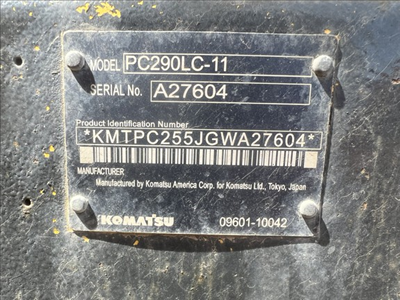 MODEL PC290LC-11
SERIAL No. A27604
Product Identification Number
*KMTPC255JGWA27604*
MANUFACTURER
Manufactured by Komatsu America Corp. for Komatsu Ltd., Tokyo, Japan
KOMATSU 09601-10042